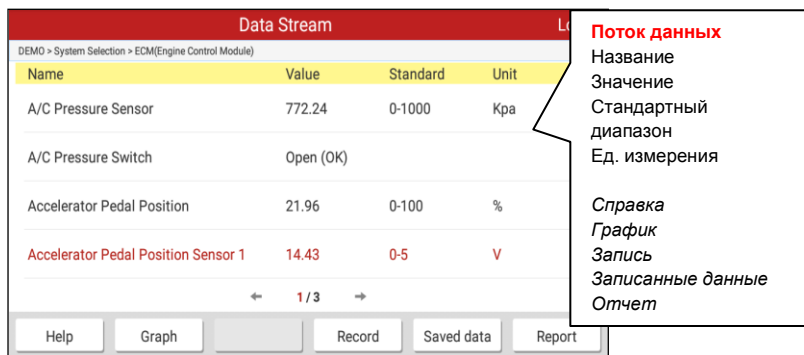 Data Stream
DEMO > System Selection > ECM(Engine Control Module)
Name Value Standard Unit
A/C Pressure Sensor 772.24 0-1000 Kpa
A/C Pressure Switch Open (OK)
Accelerator Pedal Position 21.96 0-100 %
Accelerator Pedal Position Sensor 1 14.43 0-5 V
← 1 / 3 →
Help Graph Record Saved data Report
Поток данных
Название
Значение
Стандартный
диапазон
Ед. измерения
Справка
График
Запись
Записанные данные
Отчет